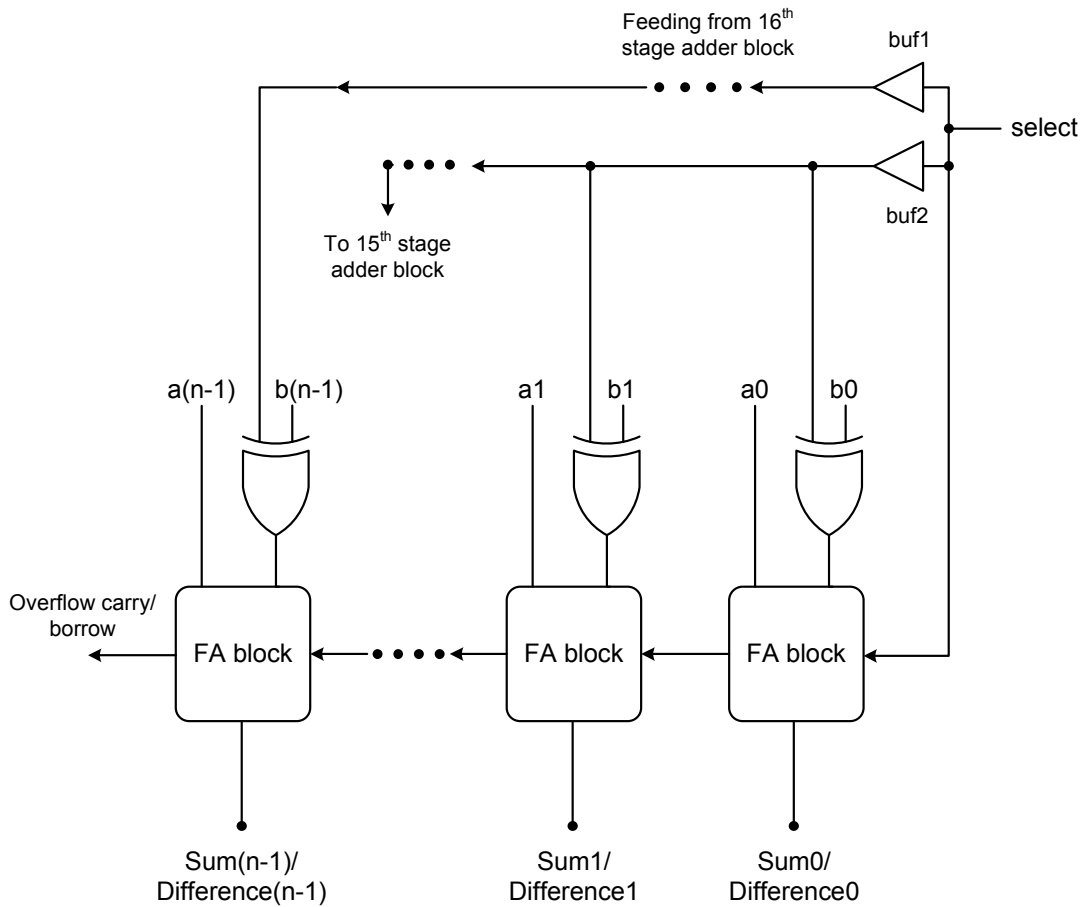 Feeding from 16th
stage adder block
buf1
select
buf2
To 15th stage
adder block
a(n-1)
b(n-1)
a1
b1
a0
b0
Overflow carry/
borrow
FA block
FA block
FA block
Sum(n-1)/
Difference(n-1)
Sum1/
Difference1
Sum0/
Difference0